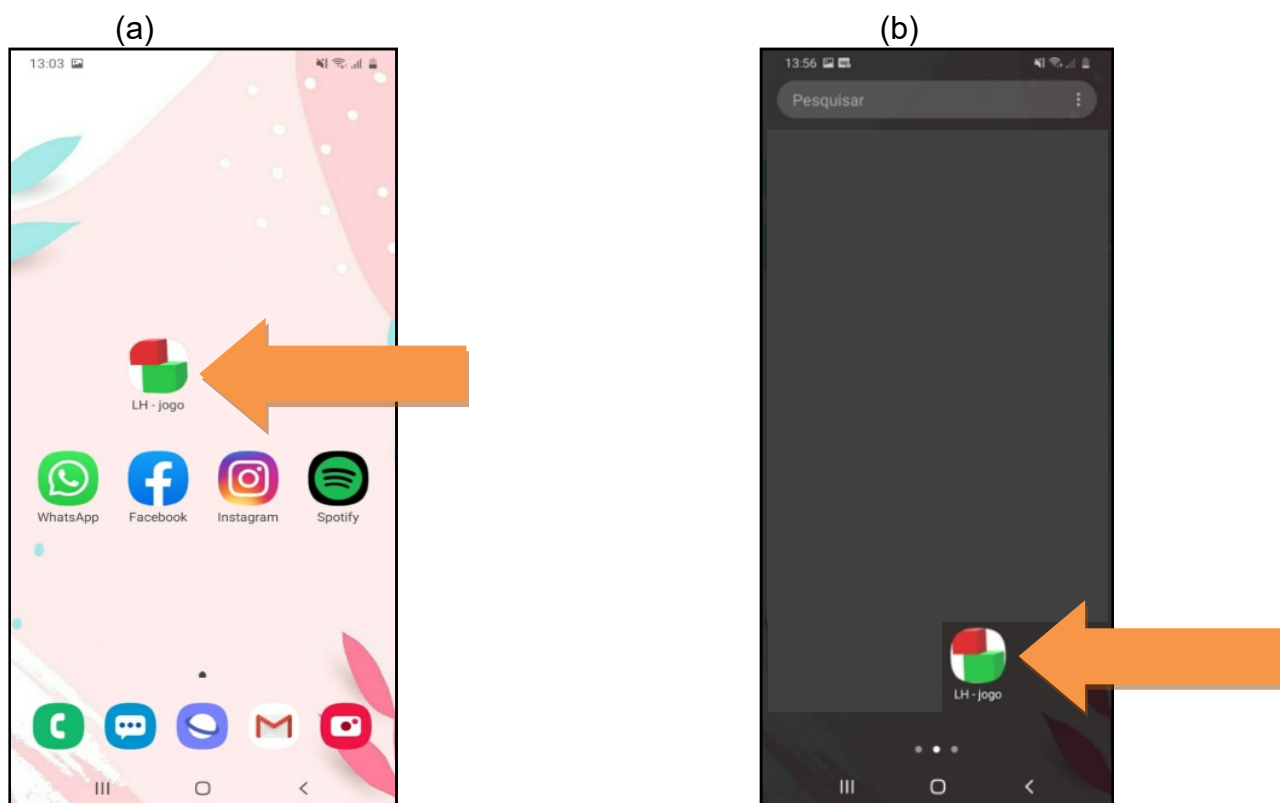 (a)
13:03
LH - jogo
WhatsApp Facebook Instagram Spotify
(b)
13:56
Pesquisar
LH - jogo